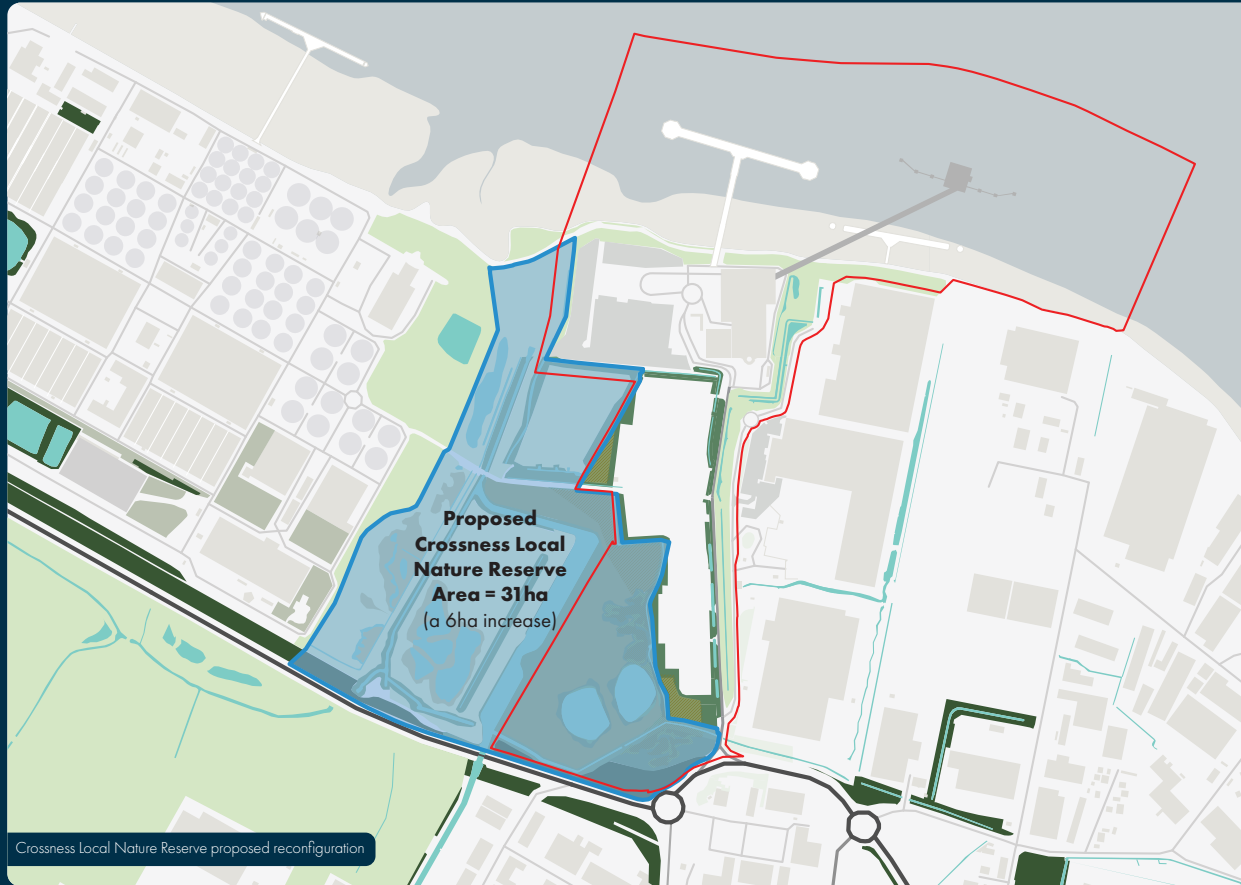 Proposed
Crossness Local
Nature Reserve
Area = 31ha
(a 6ha increase)
Crossness Local Nature Reserve proposed reconfiguration